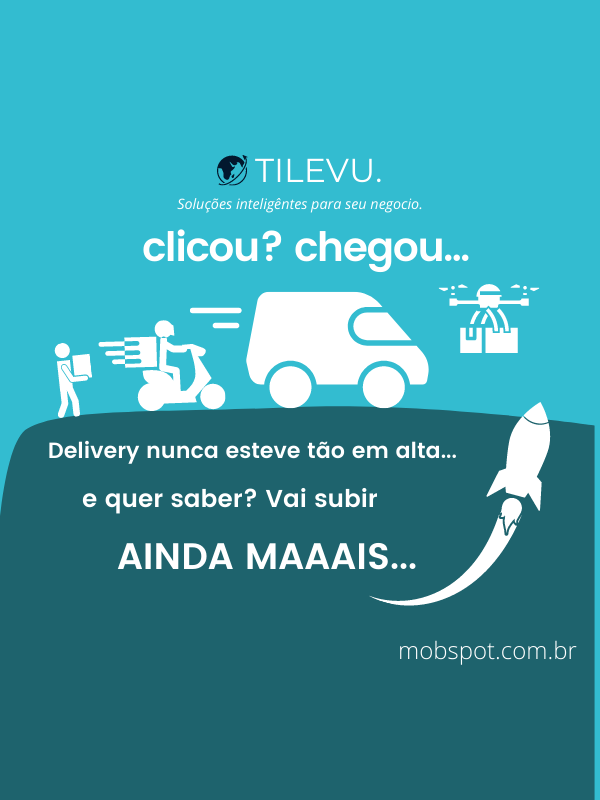 TILEVU.
Soluções inteligêntes para seu negocio.
clicou? chegou...
Delivery nunca esteve tão em alta...
e quer saber? Vai subir
AINDA MAAAIS...
mobspot.com.br